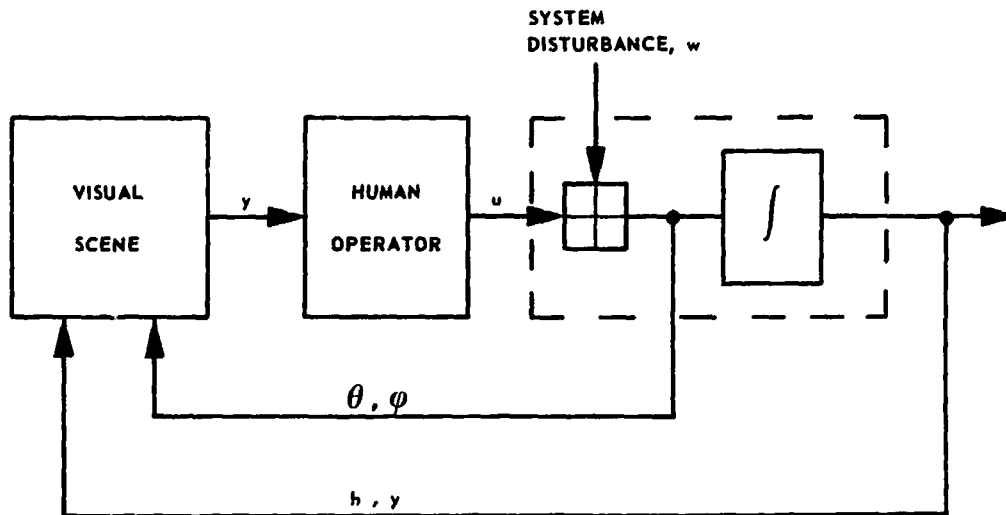 SYSTEM
DISTURBANCE, w
VISUAL
SCENE
y
HUMAN
OPERATOR
u
∫
θ, φ
h, y